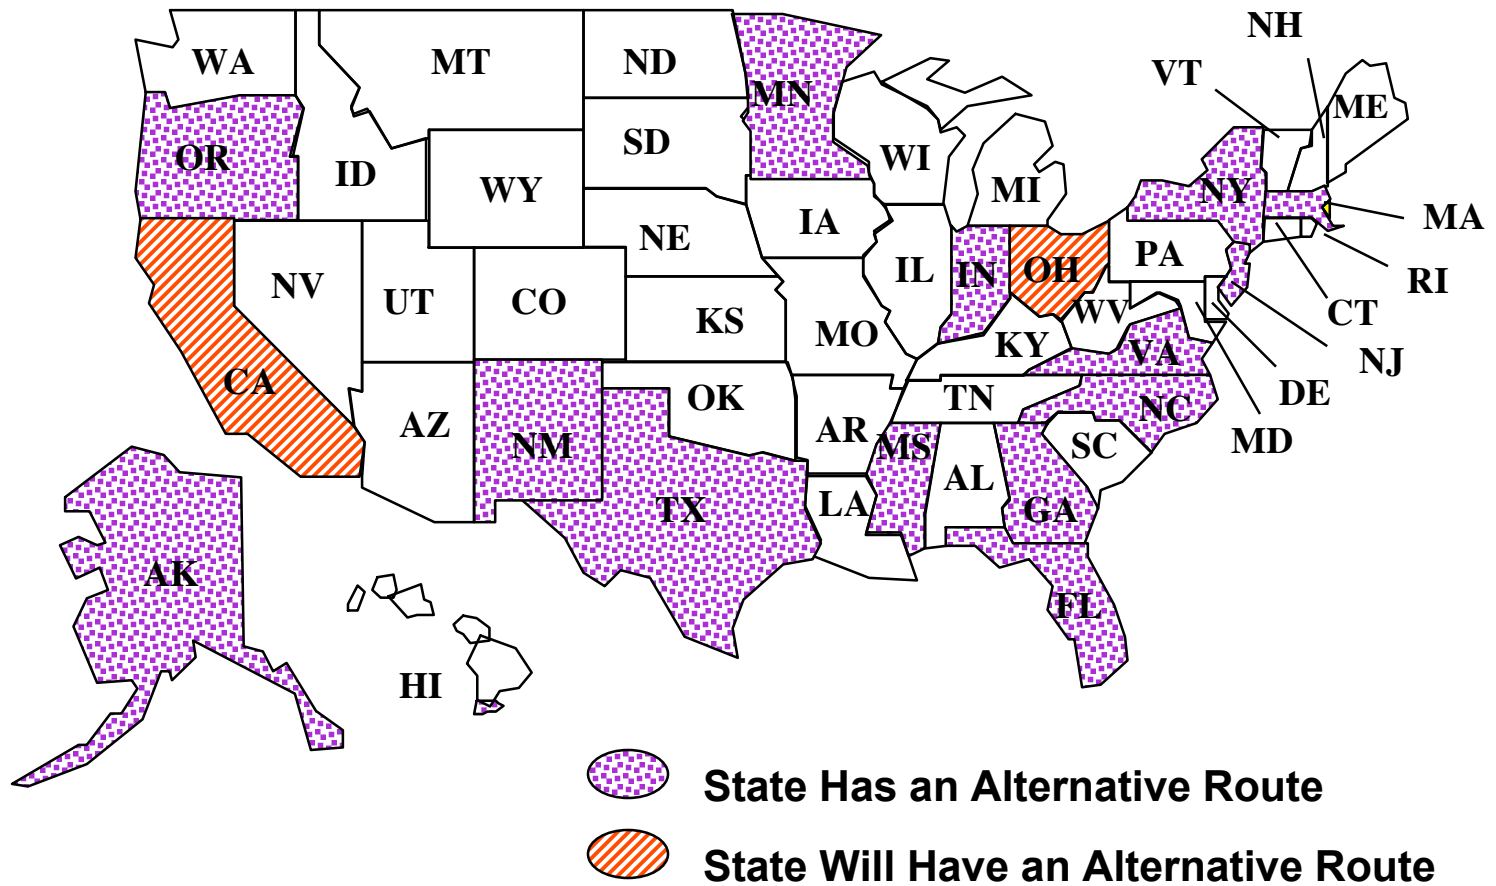 NH
VT
WA
MT
ND
MN
ME
OR
ID
WY
SD
WI
MI
NY
MA
NV
UT
CO
NE
IA
IL
IN
OH
PA
RI
KS
MO
KY
WV
VA
CT
NJ
CA
AZ
NM
OK
AR
TN
NC
DE
MD
TX
LA
MS
AL
GA
SC
FL
AK
HI
State Has an Alternative Route
State Will Have an Alternative Route